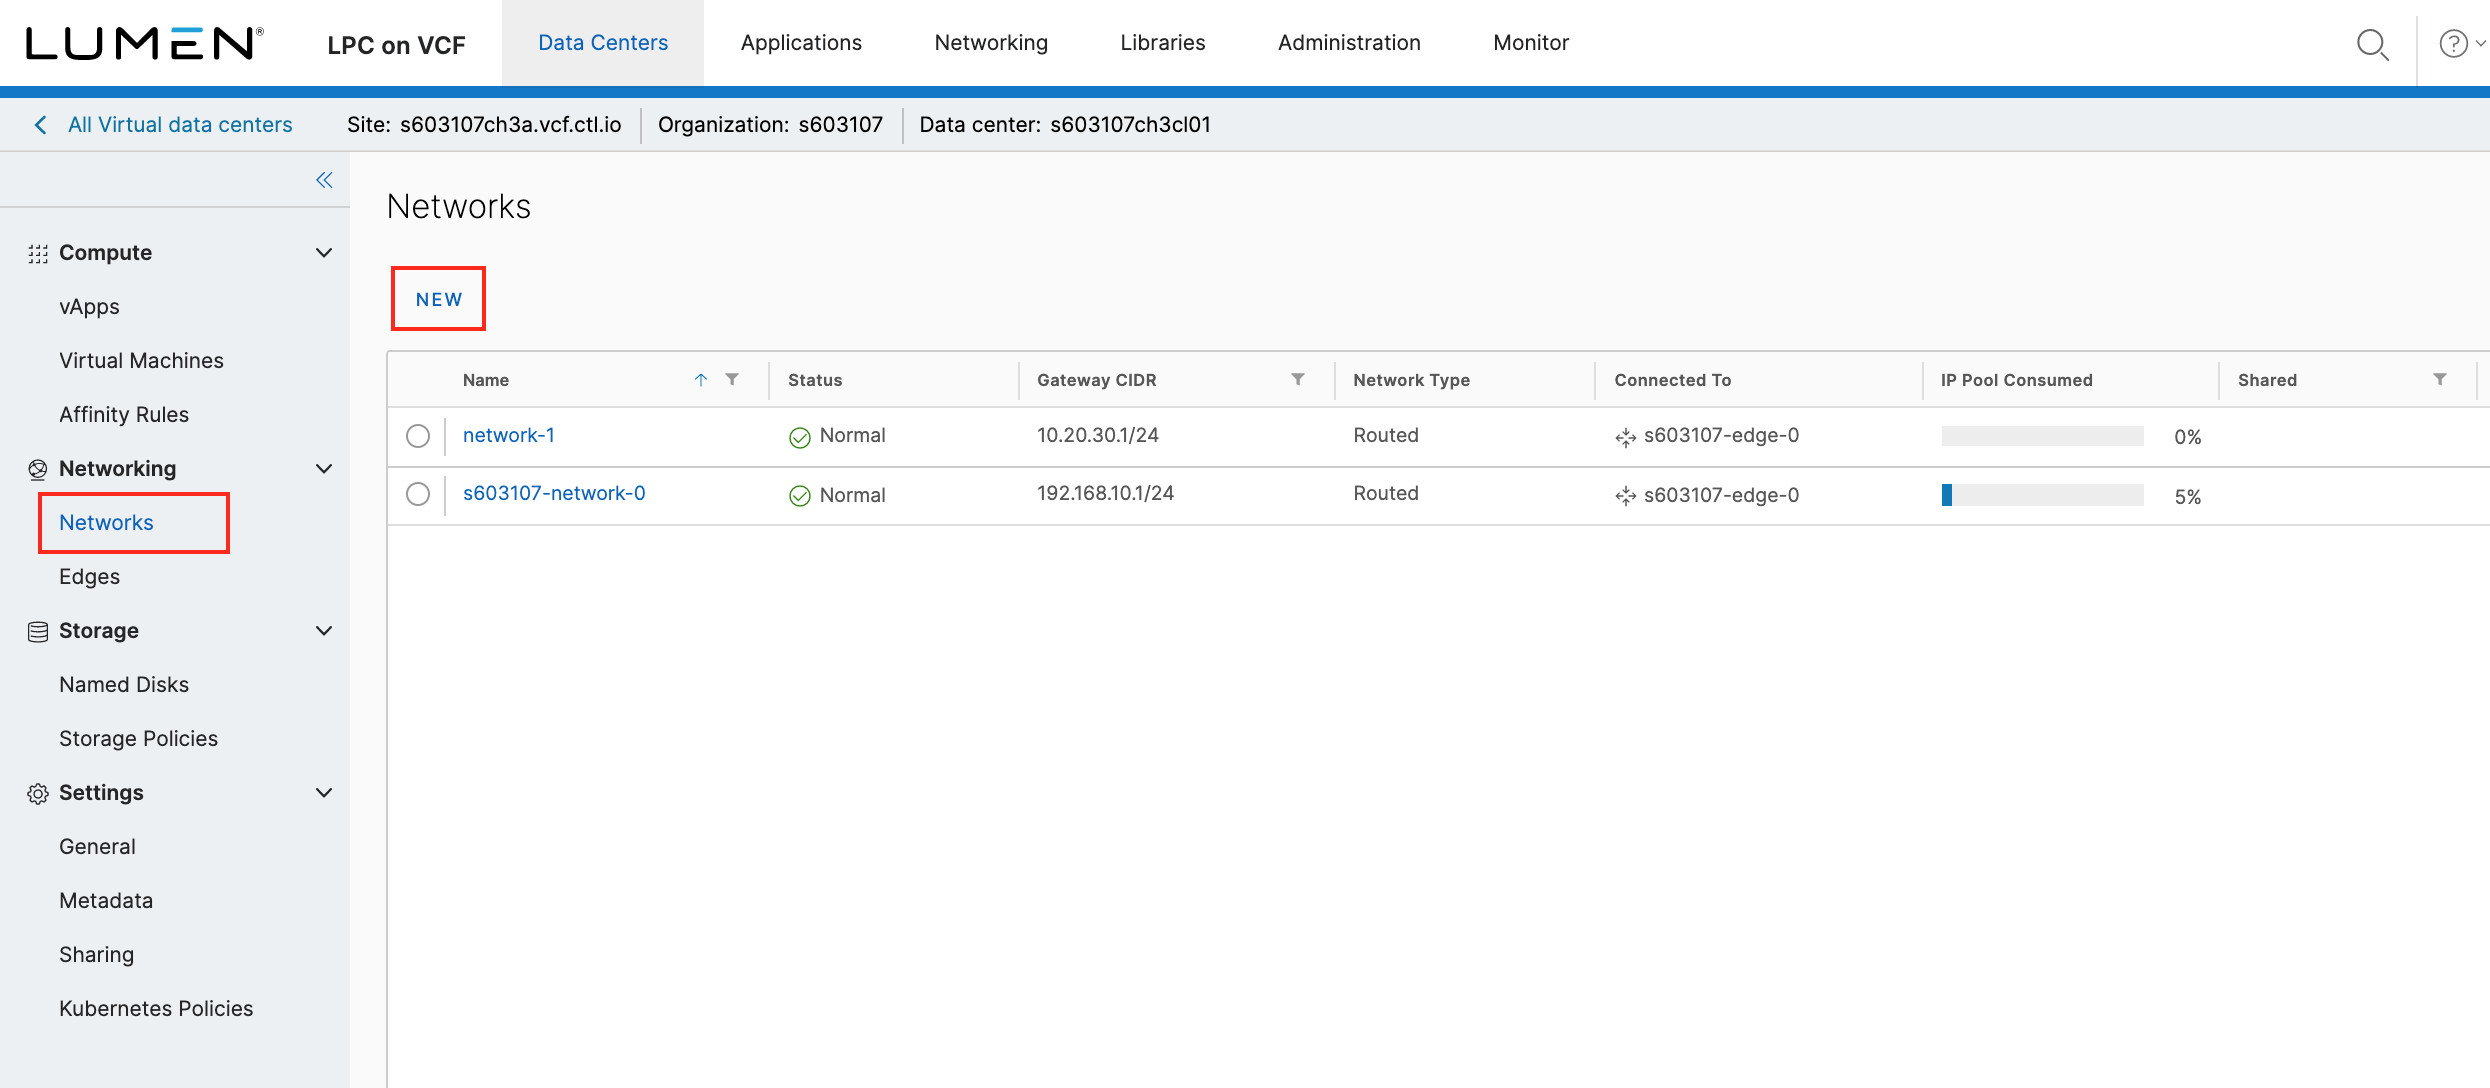 LUMEN® LPC on VCF Data Centers Applications Networking Libraries Administration Monitor
All Virtual data centers Site: s603107ch3a.vcf.ctl.io Organization: s603107 Data center: s603107ch3cl01
Networks
NEW
Compute
vApps
Virtual Machines
Affinity Rules
Networking
Networks
Edges
Storage
Named Disks
Storage Policies
Settings
General
Metadata
Sharing
Kubernetes Policies
Name Status Gateway CIDR Network Type Connected To IP Pool Consumed Shared
network-1 Normal 10.20.30.1/24 Routed s603107-edge-0 0%
s603107-network-0 Normal 192.168.10.1/24 Routed s603107-edge-0 5%